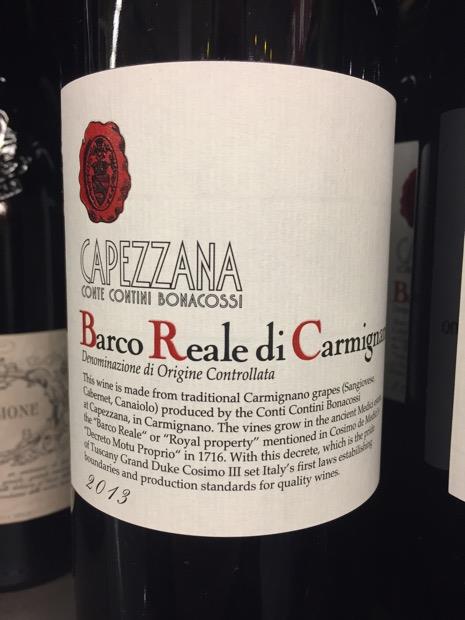 CAPEZZANA
CONTE CONTINI BONACOSSI
Barco Reale di Carmignan
Denominazione di Origine Controllata
This wine is made from traditional Carmignano grapes (Sangiovese,
Cabernet, Canaiolo) produced by the Conti Contini Bonacossi
at Capezzana, in Carmignano. The vines grow in the ancient Medici estate,
the "Barco Reale" or "Royal property" mentioned in Cosimo de Medici's
"Decreto Motu Proprio" in 1716. With this decrete, which is the pride
of Tuscany Grand Duke Cosimo III set Italy's first laws establishing
boundaries and production standards for quality wines.
2013
MONE